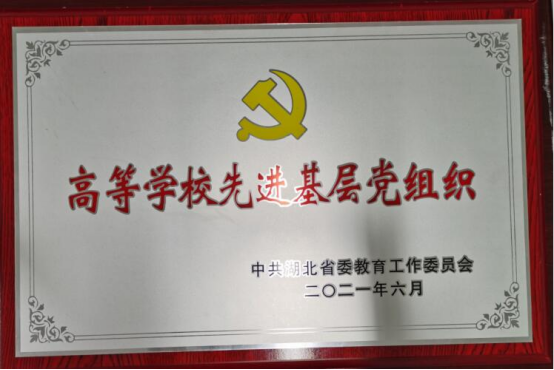 高等学校先进基层党组织
中共湖北省委教育工作委员会
二〇二一年六月